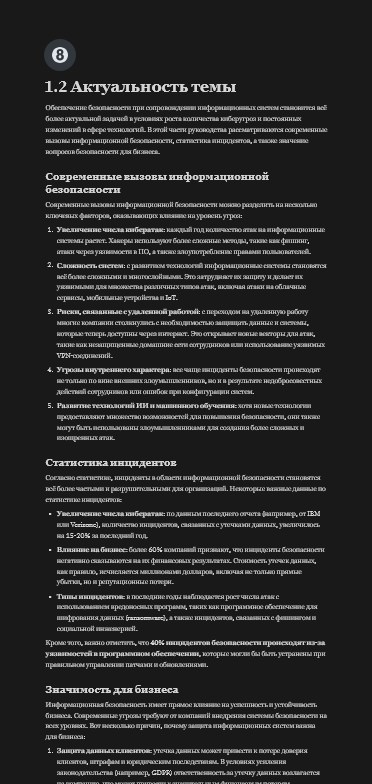 8
1.2 Актуальность темы
Обеспечение безопасности при сопровождении информационных систем становится всё
более актуальной задачей в условиях роста количества киберугроз и постоянных
изменений в сфере технологий. В этой части руководства рассматриваются современные
вызовы информационной безопасности, статистика инцидентов, а также значение
вопросов безопасности для бизнеса.
Современные вызовы информационной
безопасности
Современные вызовы информационной безопасности можно разделить на несколько
ключевых факторов, оказывающих влияние на уровень угроз:
1. Увеличение числа кибератак: каждый год количество атак на информационные
системы растет. Хакеры используют более сложные методы, такие как фишинг,
атаки через уязвимости в ПО, а также злоупотребление правами пользователей.
2. Сложность систем: с развитием технологий информационные системы становятся
всё более сложными и многослойными. Это затрудняет их защиту и делает их
уязвимыми для множества различных типов атак, включая атаки на облачные
сервисы, мобильные устройства и IoT.
3. Риски, связанные с удаленной работой: с переходом на удаленную работу
многие компании столкнулись с необходимостью защищать данные и системы,
которые теперь доступны через интернет. Это открывает новые векторы для атак,
такие как незащищенные домашние сети сотрудников или использование уязвимых
VPN-соединений.
4. Угрозы внутреннего характера: все чаще инциденты безопасности происходят
не только по вине внешних злоумышленников, но и в результате недобросовестных
действий сотрудников или ошибок при конфигурации систем.
5. Развитие технологий ИИ и машинного обучения: хотя новые технологии
предоставляют множество возможностей для повышения безопасности, они также
могут быть использованы злоумышленниками для создания более сложных и
изощренных атак.
Статистика инцидентов
Согласно статистике, инциденты в области информационной безопасности становятся
всё более частыми и разрушительными для организаций. Некоторые важные данные по
статистике инцидентов:
• Увеличение числа кибератак: по данным последнего отчета (например, от IBM
или Verizone), количество инцидентов, связанных с утечками данных, увеличилось
на 15-20% за последний год.
• Влияние на бизнес: более 60% компаний признают, что инциденты безопасности
негативно сказываются на их финансовых результатах. Стоимость утечек данных,
как правило, исчисляется миллионами долларов, включая не только прямые
убытки, но и репутационные потери.
• Типы инцидентов: в последние годы наблюдается рост числа атак с
использованием вредоносных программ, таких как программное обеспечение для
шифрования данных (ransomware), а также инцидентов, связанных с фишингом и
социальной инженерией.
Кроме того, важно отметить, что 40% инцидентов безопасности происходят из-за
уязвимостей в программном обеспечении, которые могли бы быть устранены при
правильном управлении патчами и обновлениями.
Значимость для бизнеса
Информационная безопасность имеет прямое влияние на успешность и устойчивость
бизнеса. Современные угрозы требуют от компаний внедрения системы безопасности на
всех уровнях. Вот несколько причин, почему защита информационных систем важна
для бизнеса:
1. Защита данных клиентов: утечка данных может привести к потере доверия
клиентов, штрафам и юридическим последствиям. В условиях усиления
законодательства (например, GDPR) ответственность за утечку данных возлагается